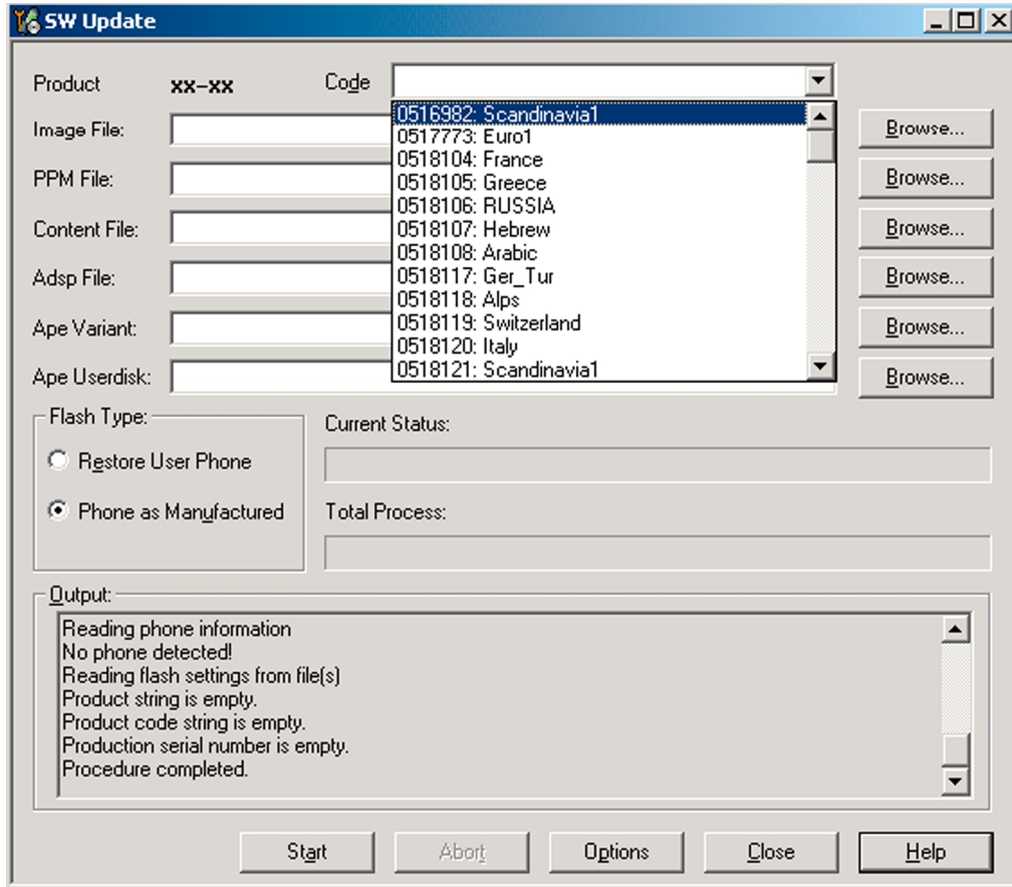 SW Update
Product xx-xx Code
0516982: Scandinavia1
0517773: Euro1
0518104: France
0518105: Greece
0518106: RUSSIA
0518107: Hebrew
0518108: Arabic
0518117: Ger_Tur
0518118: Alps
0518119: Switzerland
0518120: Italy
0518121: Scandinavia1
Image File: Browse...
PPM File: Browse...
Content File: Browse...
Adsp File: Browse...
Ape Variant: Browse...
Ape Userdisk: Browse...
Flash Type:
Restore User Phone
Phone as Manufactured
Current Status:
Total Process:
Output:
Reading phone information
No phone detected!
Reading flash settings from file(s)
Product string is empty.
Product code string is empty.
Production serial number is empty.
Procedure completed.
Start Abort Options Close Help